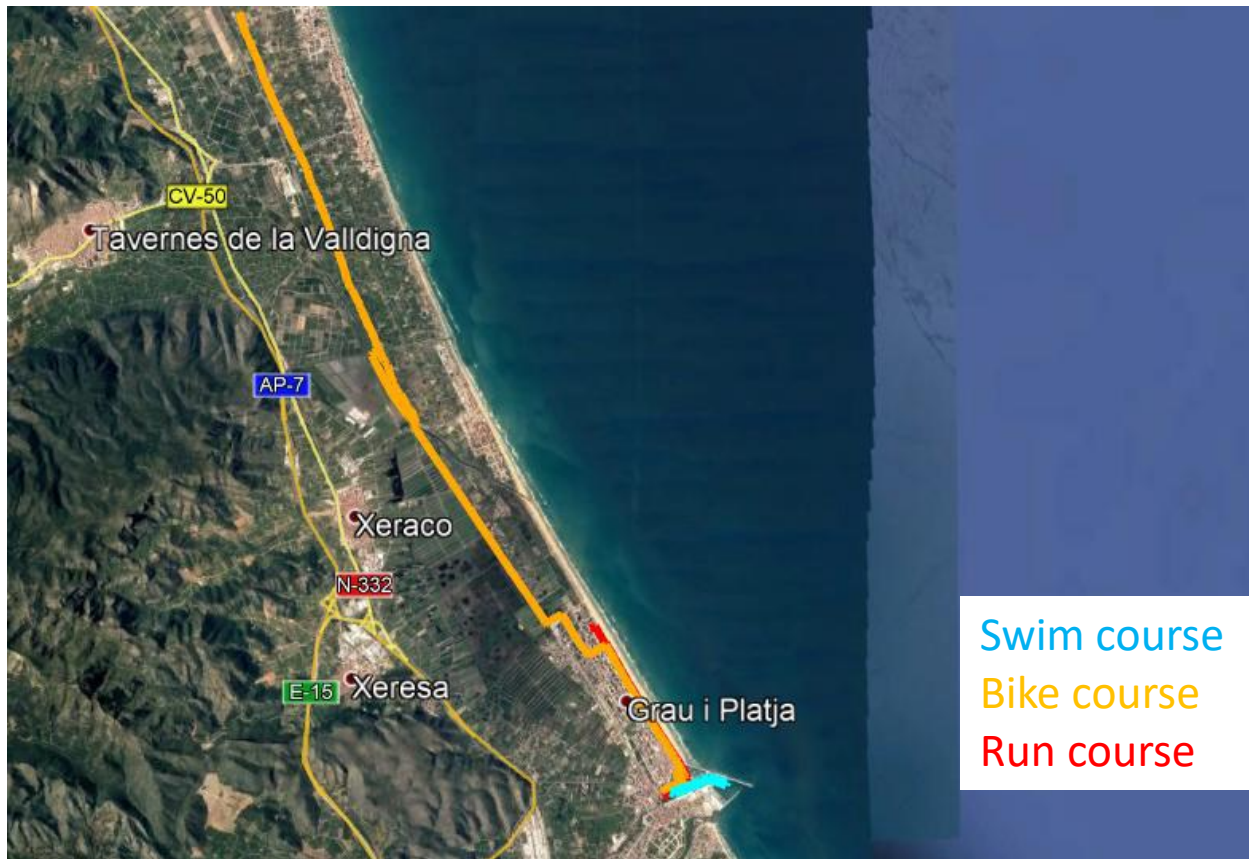 CV-50
Tavernes de la Valldigna
AP-7
Xeraco
N-332
E-15
Xeresa
Grau i Platja
Swim course
Bike course
Run course